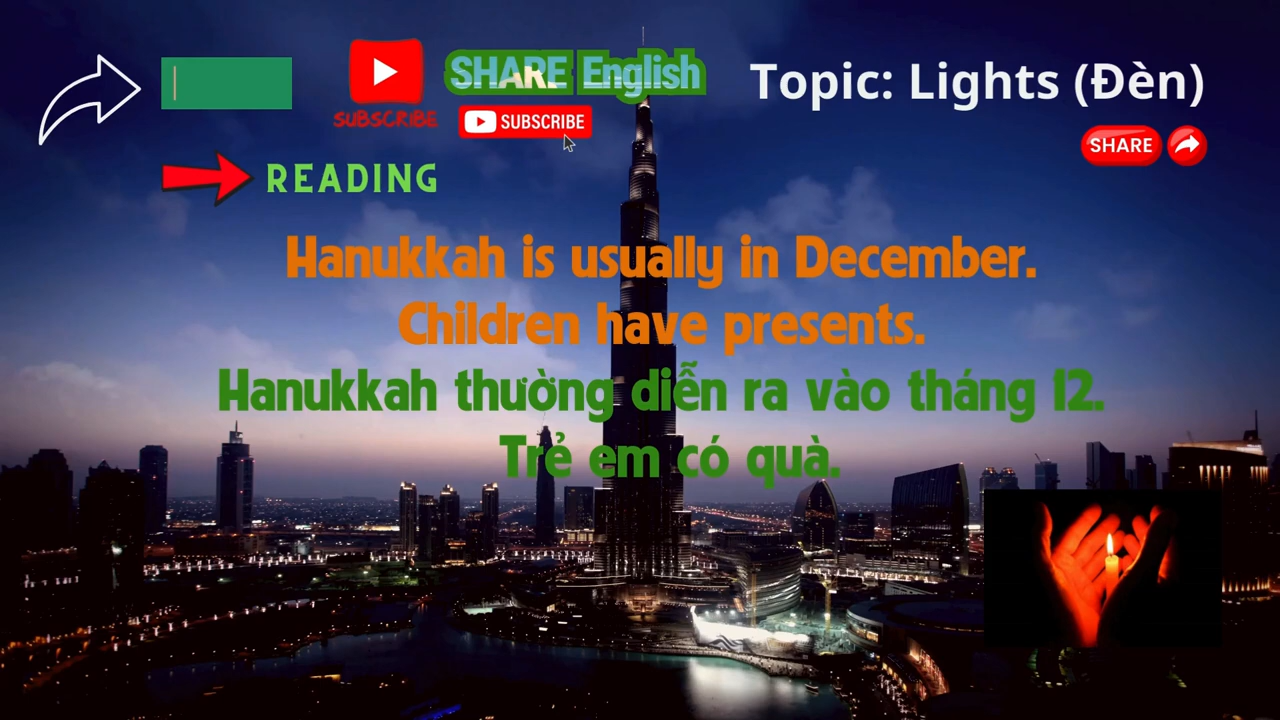 SHARE English
Topic: Lights (Đèn)
SUBSCRIBE
SUBSCRIBE
SHARE
READING
Hanukkah is usually in December.
Children have presents.
Hanukkah thường diễn ra vào tháng 12.
Trẻ em có quà.